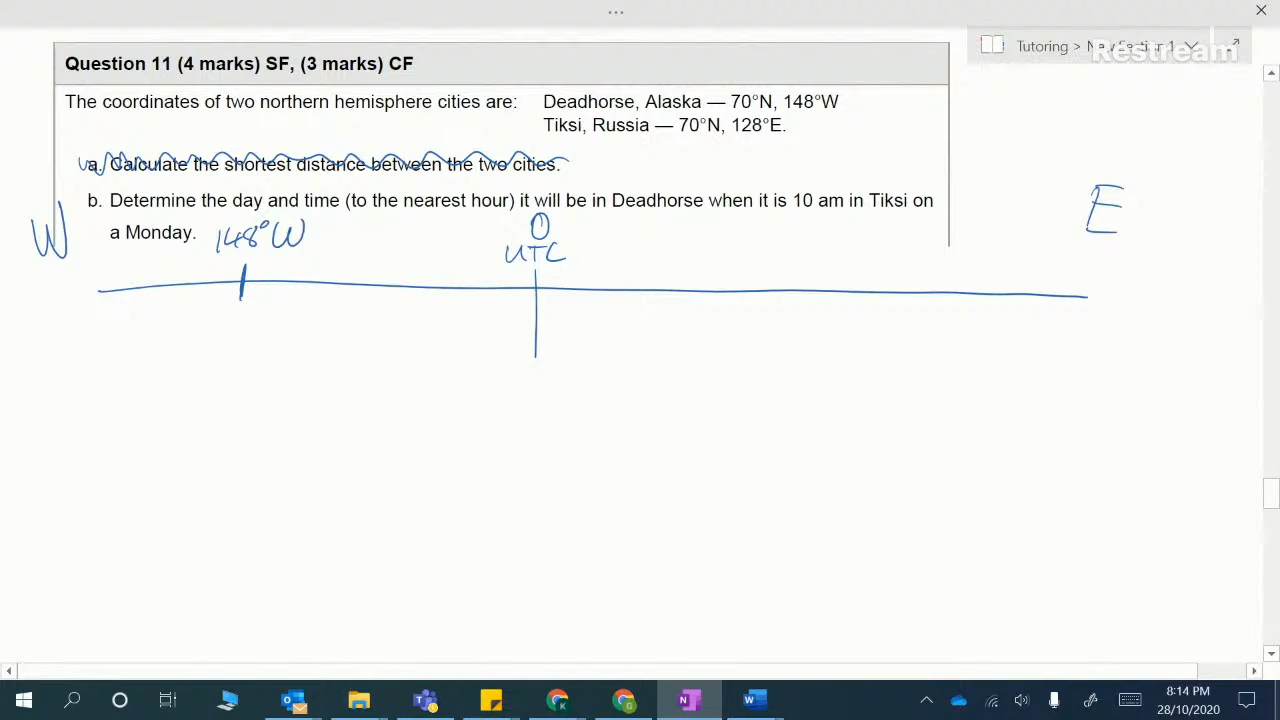 Tutoring > New Section 1
Restream
Question 11 (4 marks) SF, (3 marks) CF
The coordinates of two northern hemisphere cities are: Deadhorse, Alaska — 70°N, 148°W
Tiksi, Russia — 70°N, 128°E.
a. Calculate the shortest distance between the two cities.
b. Determine the day and time (to the nearest hour) it will be in Deadhorse when it is 10 am in Tiksi on
a Monday.
W
148°W
0
UTC
E
8:14 PM
28/10/2020